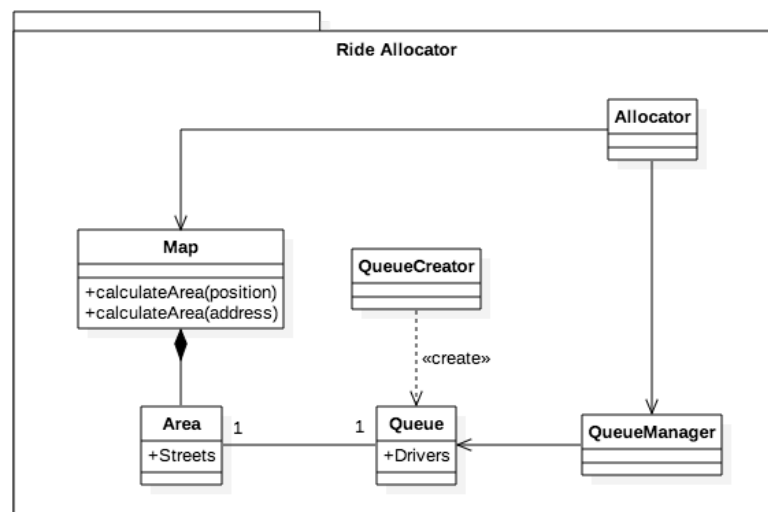 Ride Allocator
Allocator
Map
+calculateArea(position)
+calculateArea(address)
QueueCreator
«create»
Area
+Streets
1
1
Queue
+Drivers
QueueManager